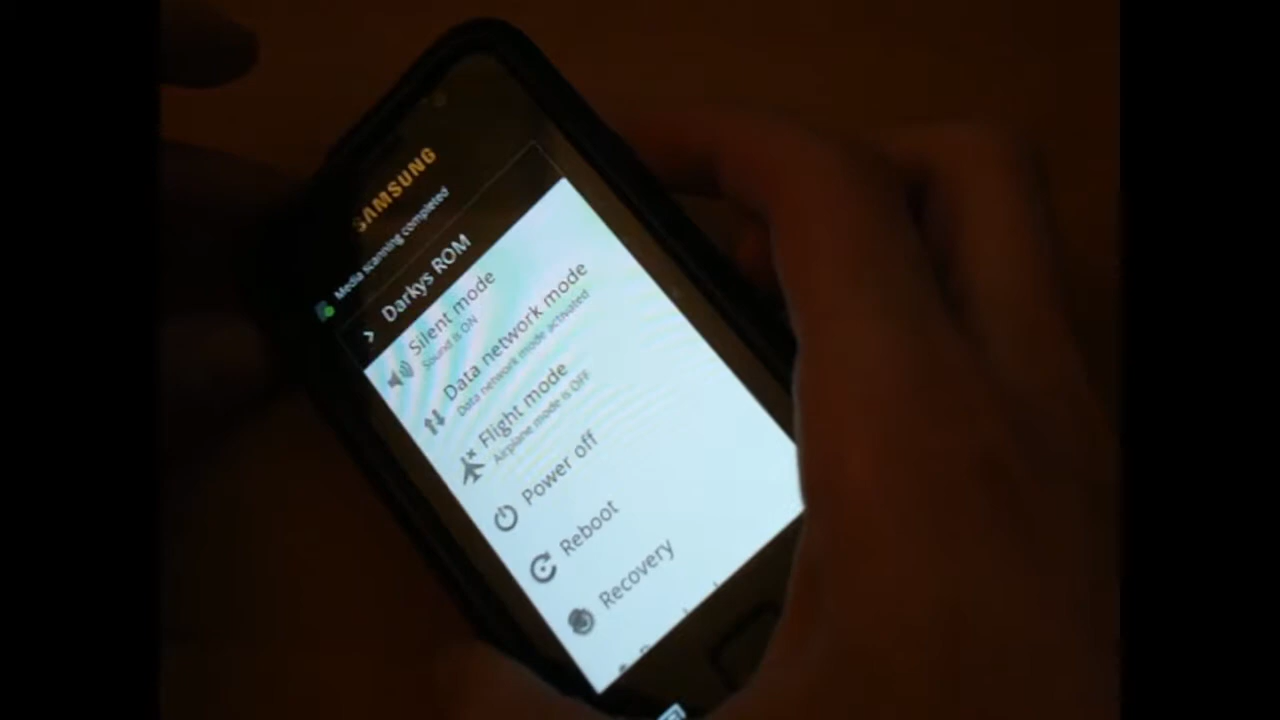 SAMSUNG
Media scanning completed
Darkys ROM
Silent mode
Sound is ON
Data network mode
Data network mode activated
Flight mode
Airplane mode is OFF
Power off
Reboot
Recovery